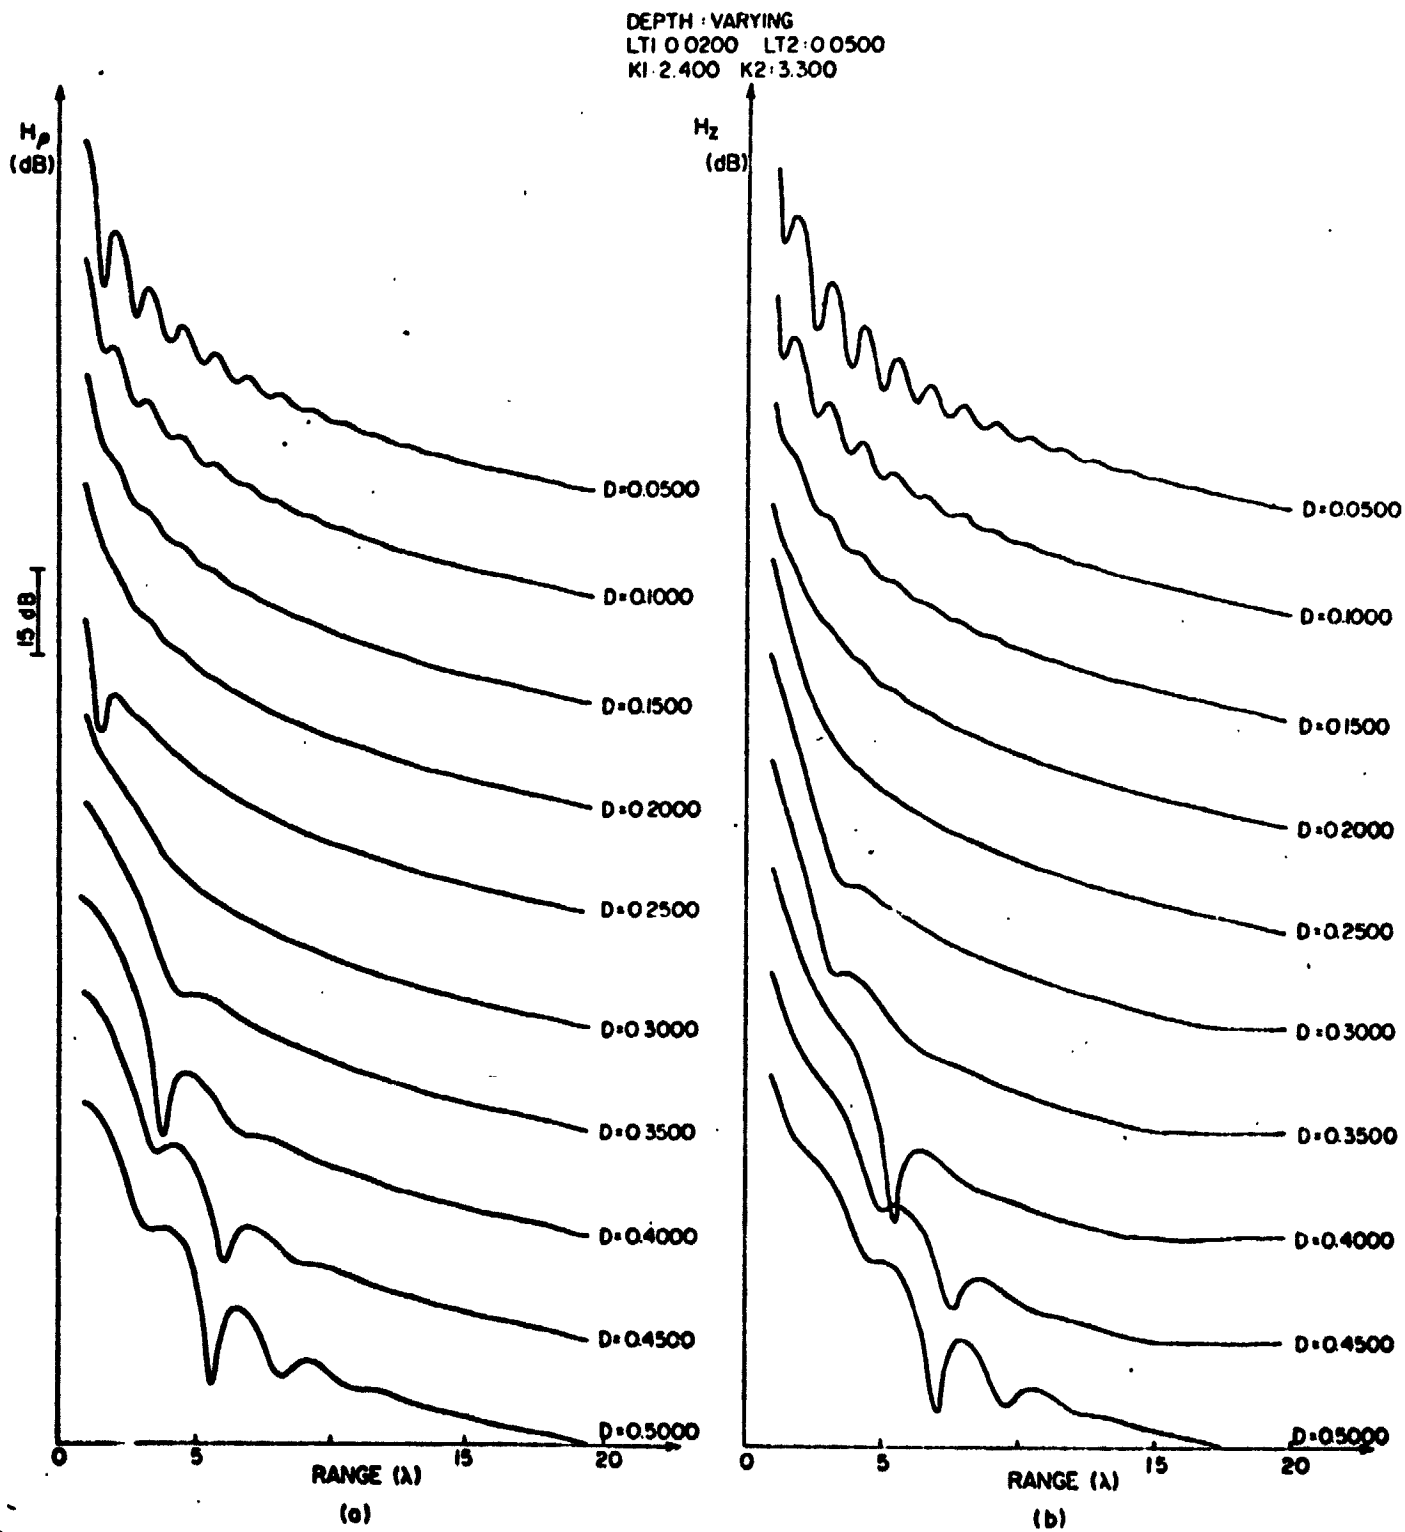 DEPTH : VARYING
LT1 0.0200 LT2:0.0500
K1:2.400 K2:3.300
Hρ
(dB)
15 dB
D=0.0500
D=0.1000
D=0.1500
D=0.2000
D=0.2500
D=0.3000
D=0.3500
D=0.4000
D=0.4500
D=0.5000
0
5
15
20
RANGE (λ)
(a)
Hz
(dB)
D=0.0500
D=0.1000
D=0.1500
D=0.2000
D=0.2500
D=0.3000
D=0.3500
D=0.4000
D=0.4500
D=0.5000
0
5
15
20
RANGE (λ)
(b)